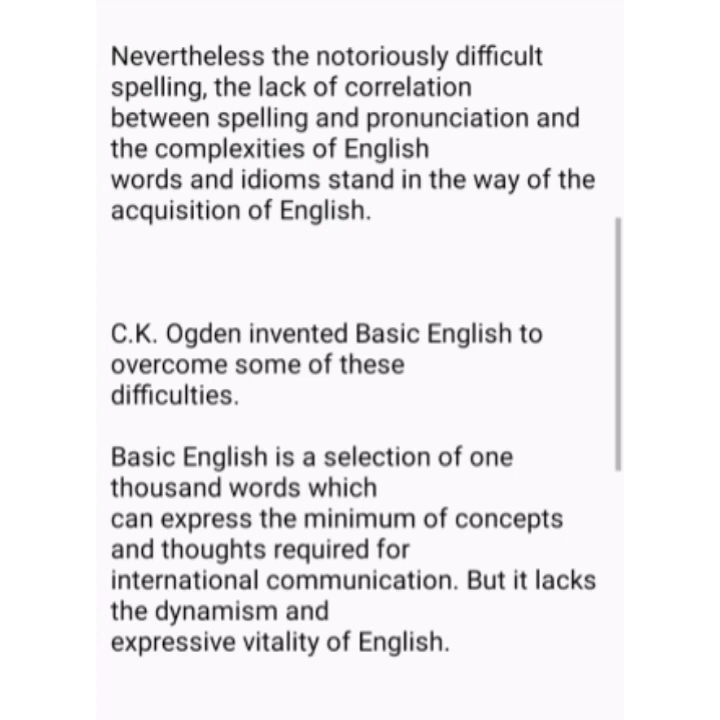 Nevertheless the notoriously difficult
spelling, the lack of correlation
between spelling and pronunciation and
the complexities of English
words and idioms stand in the way of the
acquisition of English.
C.K. Ogden invented Basic English to
overcome some of these
difficulties.
Basic English is a selection of one
thousand words which
can express the minimum of concepts
and thoughts required for
international communication. But it lacks
the dynamism and
expressive vitality of English.